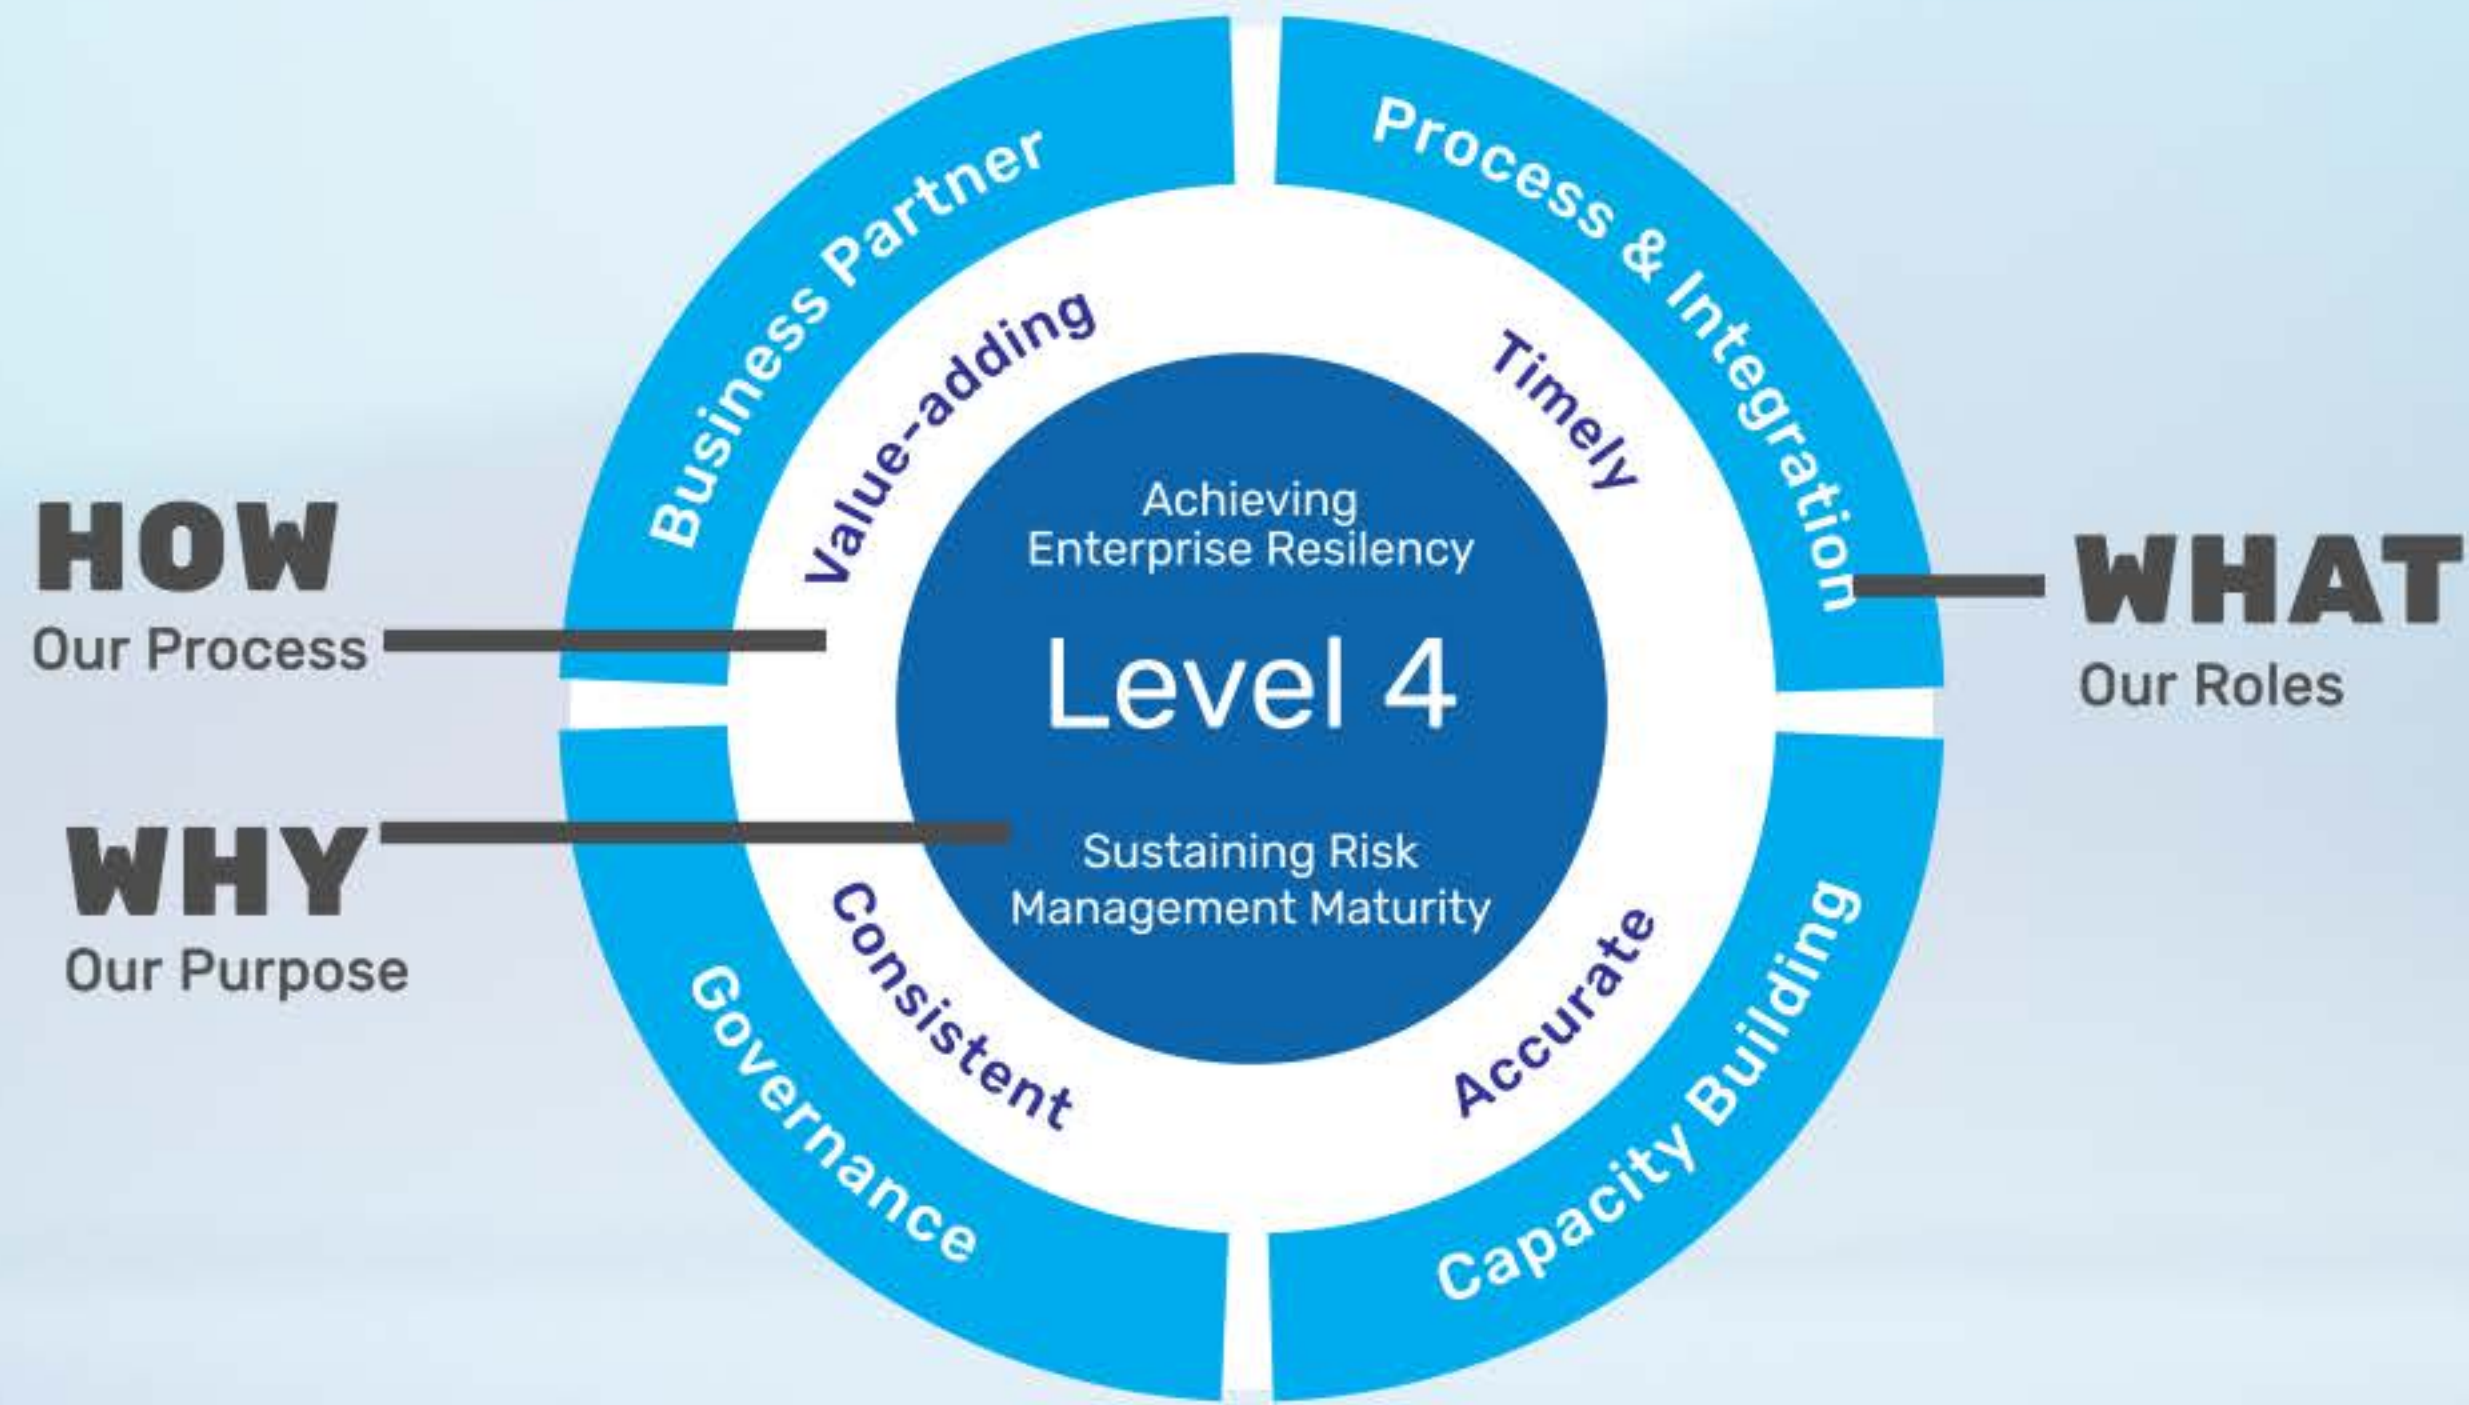 Business Partner
Process & Integration
Value-adding
Timely
Achieving
Enterprise Resilency
Level 4
Sustaining Risk
Management Maturity
HOW
Our Process
WHAT
Our Roles
WHY
Our Purpose
Consistent
Accurate
Governance
Capacity Building